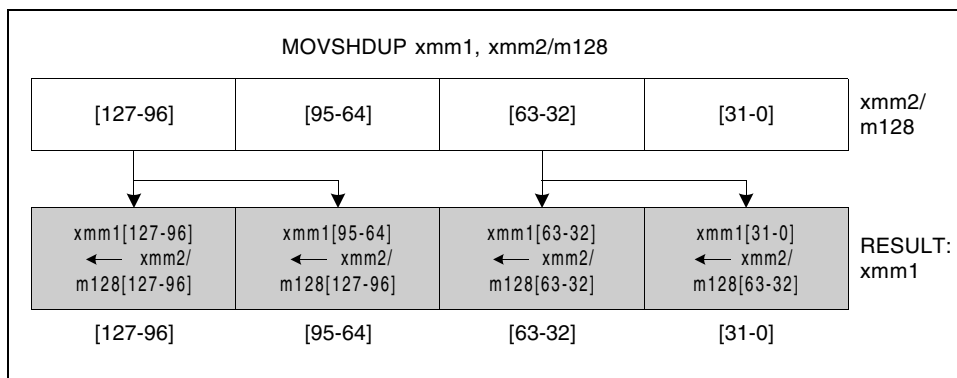 MOVSHDUP xmm1, xmm2/m128
[127-96] [95-64] [63-32] [31-0] xmm2/
m128
xmm1[127-96] xmm1[95-64] xmm1[63-32] xmm1[31-0]
← xmm2/ ← xmm2/ ← xmm2/ ← xmm2/
m128[127-96] m128[127-96] m128[63-32] m128[63-32]
RESULT:
xmm1
[127-96] [95-64] [63-32] [31-0]